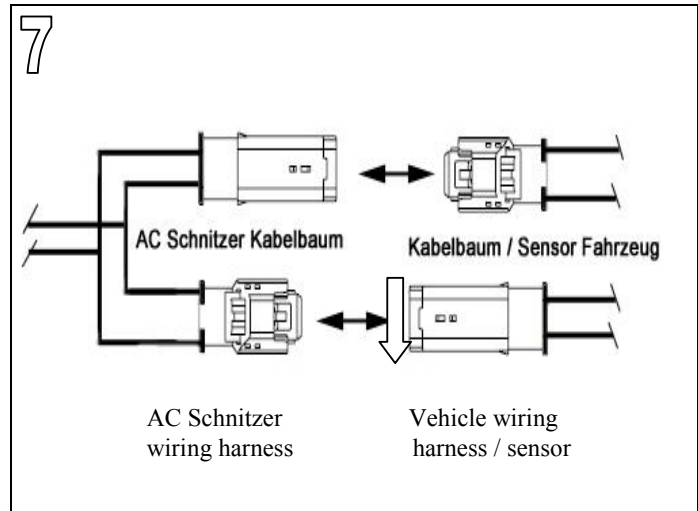 7
AC Schnitzer Kabelbaum
Kabelbaum / Sensor Fahrzeug
AC Schnitzer
wiring harness
Vehicle wiring
harness / sensor